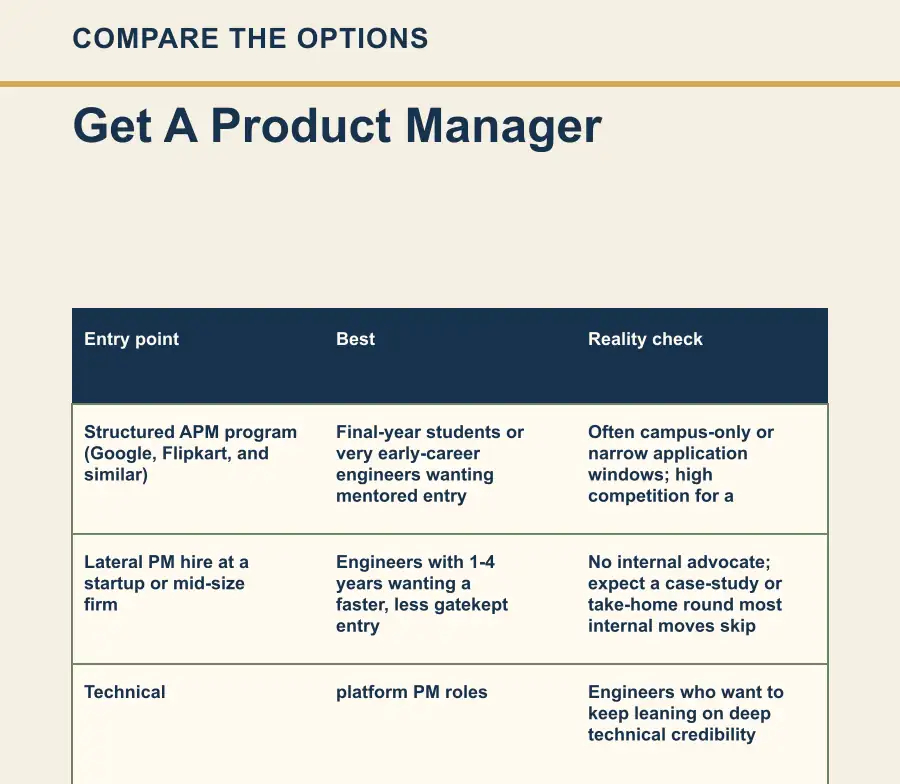 COMPARE THE OPTIONS
Get A Product Manager
Entry point
Best
Reality check
Structured APM program
(Google, Flipkart, and
similar)
Final-year students or
very early-career
engineers wanting
mentored entry
Often campus-only or
narrow application
windows; high
competition for a
Lateral PM hire at a
startup or mid-size
firm
Engineers with 1-4
years wanting a
faster, less gatekept
entry
No internal advocate;
expect a case-study or
take-home round most
internal moves skip
Technical
platform PM roles
Engineers who want to
keep leaning on deep
technical credibility